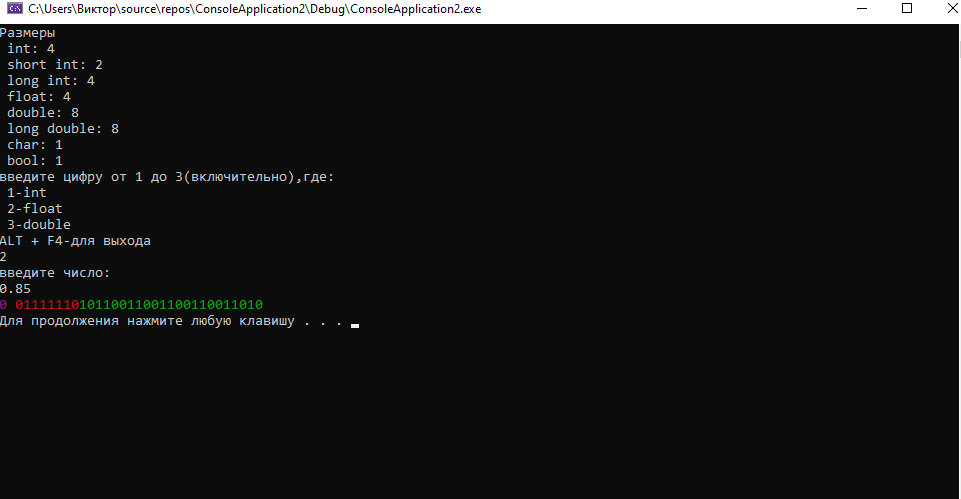 C:\Users\Виктор\source\repos\ConsoleApplication2\Debug\ConsoleApplication2.exe
Размеры
int: 4
short int: 2
long int: 4
float: 4
double: 8
long double: 8
char: 1
bool: 1
введите цифру от 1 до 3(включительно),где:
1-int
2-float
3-double
ALT + F4-для выхода
2
введите число:
0.85
0 0111111010110011001100110011010
Для продолжения нажмите любую клавишу . . .